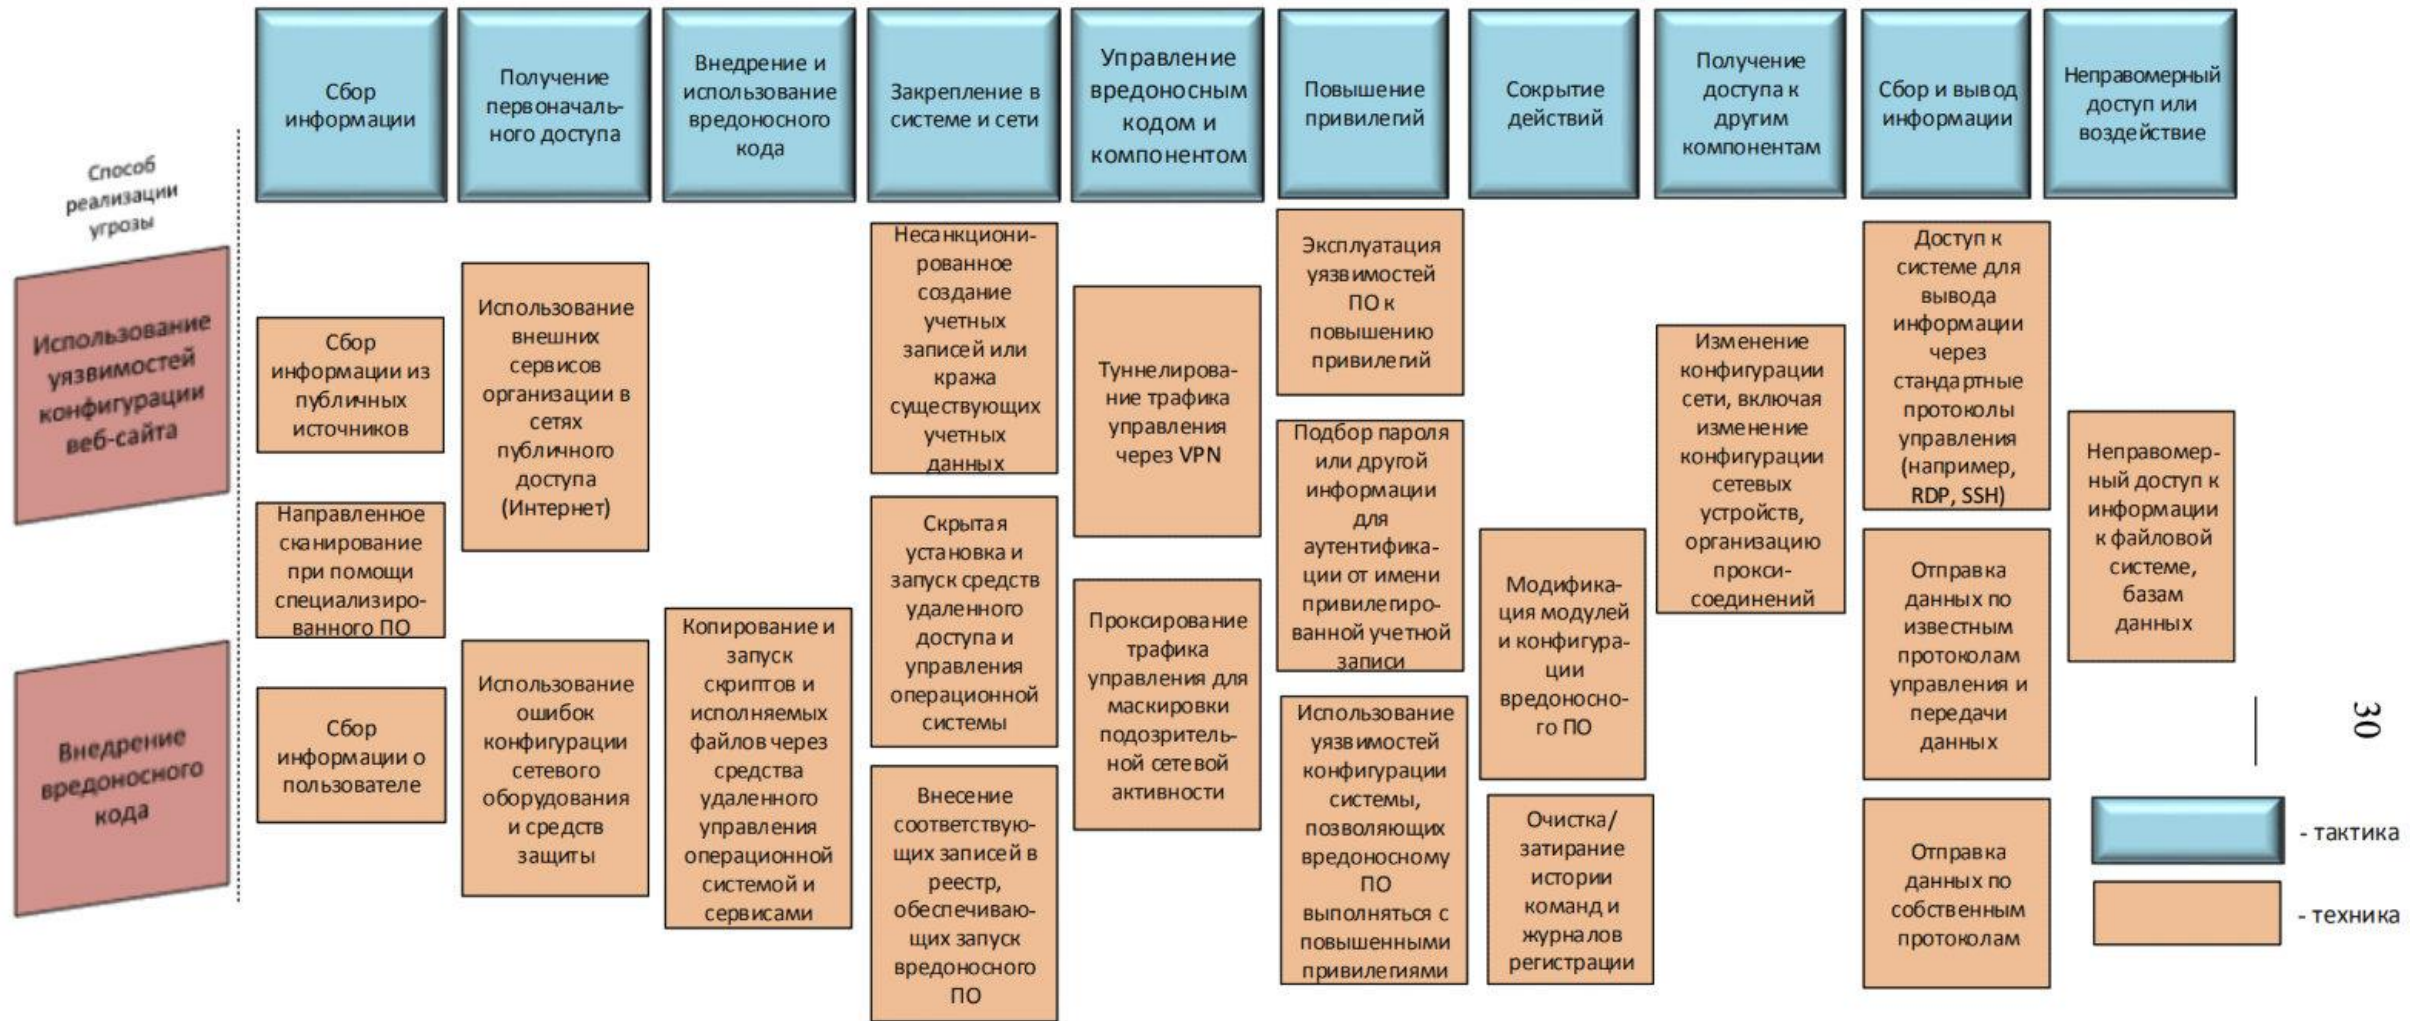 Сбор
информации
Получение
первоначаль-
ного доступа
Внедрение и
использование
вредоносного
кода
Закрепление в
системе и сети
Управление
вредоносным
кодом и
компонентом
Повышение
привилегий
Сокрытие
действий
Получение
доступа к
другим
компонентам
Сбор и вывод
информации
Неправомерный
доступ или
воздействие
Способ
реализации
угрозы
Использование
уязвимостей
конфигурации
веб-сайта
Внедрение
вредоносного
кода
Сбор
информации из
публичных
источников
Направленное
сканирование
при помощи
специализиро-
ванного ПО
Сбор
информации о
пользователе
Использование
внешних
сервисов
организации в
сетях
публичного
доступа
(Интернет)
Использование
ошибок
конфигурации
сетевого
оборудования
и средств
защиты
Копирование и
запуск
скриптов и
исполняемых
файлов через
средства
удаленного
управления
операционной
системой и
сервисами
Несанкциони-
рованное
создание
учетных
записей или
кража
существующих
учетных
данных
Скрытая
установка и
запуск средств
удаленного
доступа и
управления
операционной
системы
Внесение
соответствую-
щих записей в
реестр,
обеспечиваю-
щих запуск
вредоносного
ПО
Туннелирова-
ние трафика
управления
через VPN
Проксирование
трафика
управления для
маскировки
подозритель-
ной сетевой
активности
Эксплуатация
уязвимостей
ПО к
повышению
привилегий
Подбор пароля
или другой
информации
для
аутентифика-
ции от имени
привилегиро-
ванной учетной
записи
Использование
уязвимостей
конфигурации
системы,
позволяющих
вредоносному
ПО
выполняться с
повышенными
привилегиями
Модифика-
ция модулей
и конфигура-
ции
вредоносно-
го ПО
Очистка/
затирание
истории
команд и
журналов
регистрации
Изменение
конфигурации
сети, включая
изменение
конфигурации
сетевых
устройств,
организацию
прокси-
соединений
Доступ к
системе для
вывода
информации
через
стандартные
протоколы
управления
(например,
RDP, SSH)
Отправка
данных по
известным
протоколам
управления и
передачи
данных
Отправка
данных по
собственным
протоколам
Неправомер-
ный доступ к
информации
к файловой
системе,
базам
данных
30
- тактика
- техника